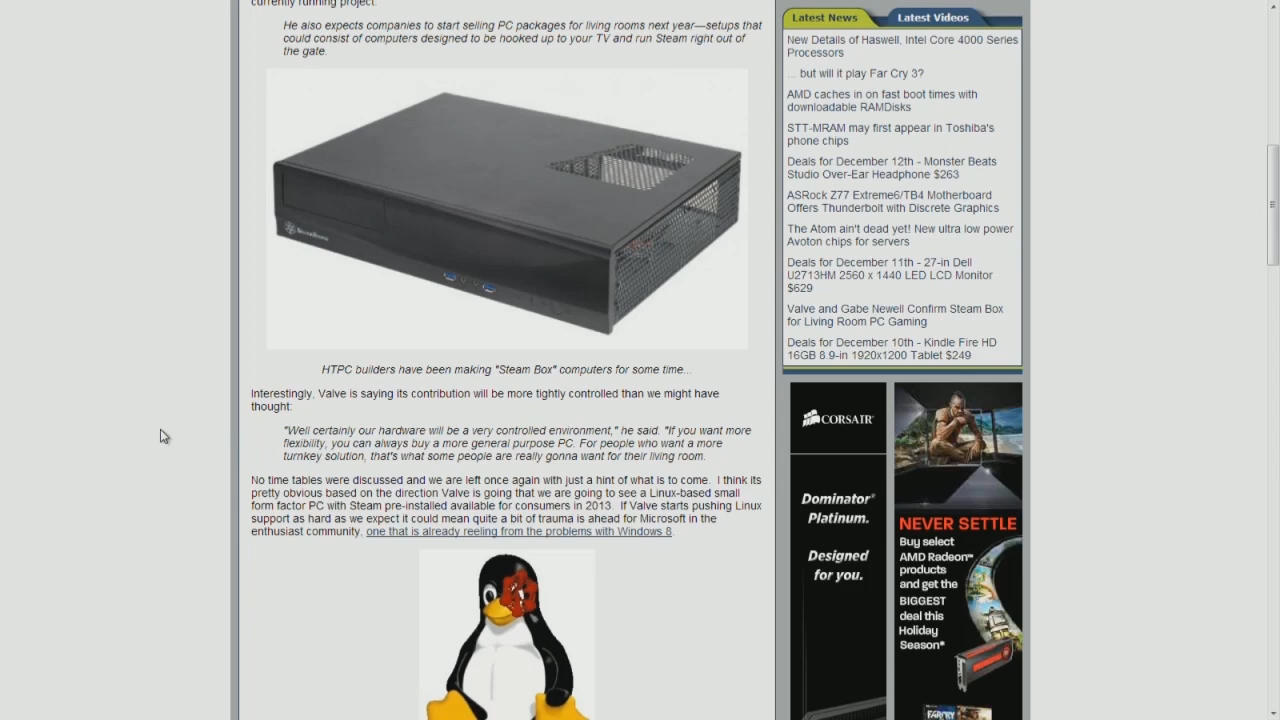 currently running project.
He also expects companies to start selling PC packages for living rooms next year—setups that
could consist of computers designed to be hooked up to your TV and run Steam right out of
the gate.
HTPC builders have been making "Steam Box" computers for some time...
Interestingly, Valve is saying its contribution will be more tightly controlled than we might have
thought:
"Well certainly our hardware will be a very controlled environment," he said. "If you want more
flexibility, you can always buy a more general purpose PC. For people who want a more
turnkey solution, that's what some people are really gonna want for their living room.
No time tables were discussed and we are left once again with just a hint of what is to come.  I think its
pretty obvious based on the direction Valve is going that we are going to see a Linux-based small
form factor PC with Steam pre-installed available for consumers in 2013.  If Valve starts pushing Linux
support as hard as we expect it could mean quite a bit of trauma is ahead for Microsoft in the
enthusiast community, one that is already reeling from the problems with Windows 8.
Latest News
Latest Videos
New Details of Haswell, Intel Core 4000 Series
Processors
... but will it play Far Cry 3?
AMD caches in on fast boot times with
downloadable RAMDisks
STT-MRAM may first appear in Toshiba's
phone chips
Deals for December 12th - Monster Beats
Studio Over-Ear Headphone $263
ASRock Z77 Extreme6/TB4 Motherboard
Offers Thunderbolt with Discrete Graphics
The Atom ain't dead yet! New ultra low power
Avoton chips for servers
Deals for December 11th - 27-in Dell
U2713HM 2560 x 1440 LED LCD Monitor
$629
Valve and Gabe Newell Confirm Steam Box
for Living Room PC Gaming
Deals for December 10th - Kindle Fire HD
16GB 8.9-in 1920x1200 Tablet $249
CORSAIR
Dominator®
Platinum.
Designed
for you.
NEVER SETTLE
Buy select
AMD Radeon™
products
and get the
BIGGEST
deal this
Holiday
Season*
FARCRY